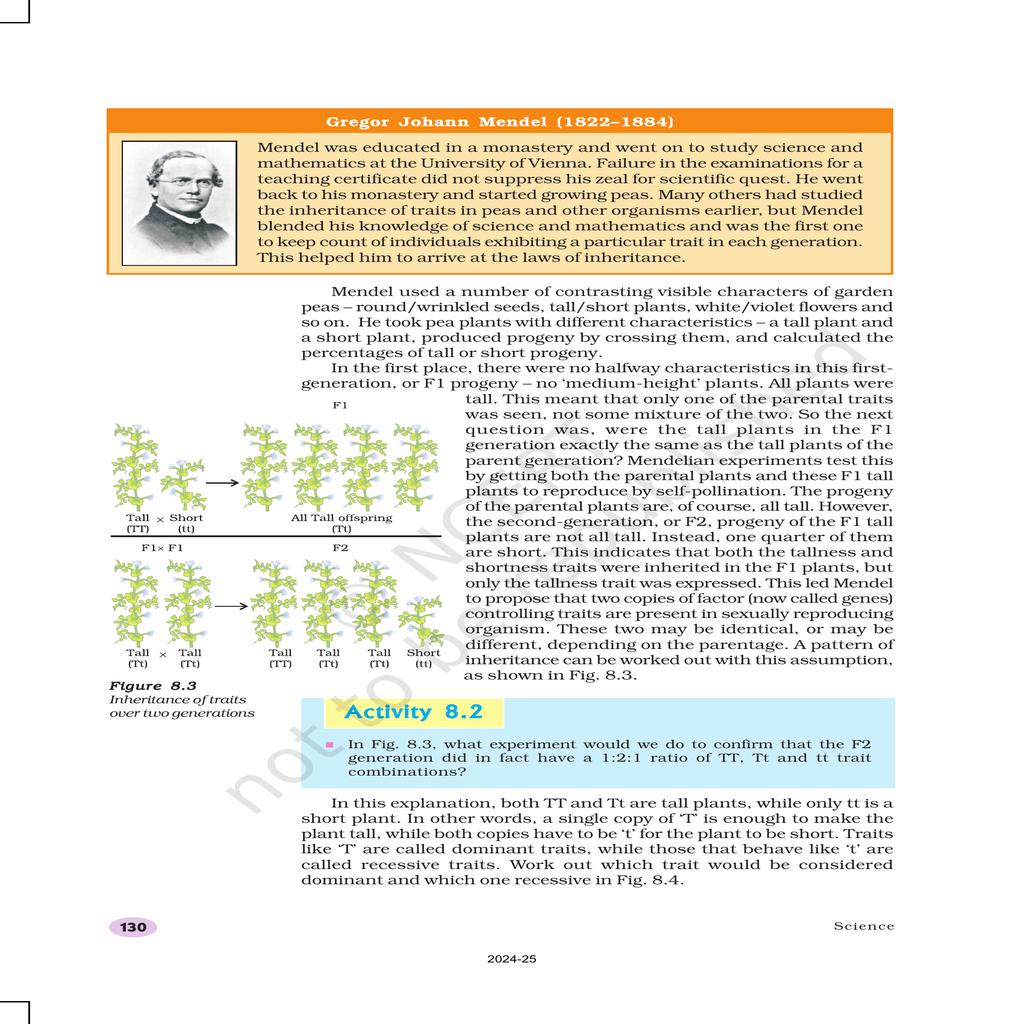 Gregor Johann Mendel (1822–1884)
Mendel was educated in a monastery and went on to study science and
mathematics at the University of Vienna. Failure in the examinations for a
teaching certificate did not suppress his zeal for scientific quest. He went
back to his monastery and started growing peas. Many others had studied
the inheritance of traits in peas and other organisms earlier, but Mendel
blended his knowledge of science and mathematics and was the first one
to keep count of individuals exhibiting a particular trait in each generation.
This helped him to arrive at the laws of inheritance.
Mendel used a number of contrasting visible characters of garden
peas – round/wrinkled seeds, tall/short plants, white/violet flowers and
so on. He took pea plants with different characteristics – a tall plant and
a short plant, produced progeny by crossing them, and calculated the
percentages of tall or short progeny.
In the first place, there were no halfway characteristics in this first-
generation, or F1 progeny – no ‘medium-height’ plants. All plants were
tall. This meant that only one of the parental traits
was seen, not some mixture of the two. So the next
question was, were the tall plants in the F1
generation exactly the same as the tall plants of the
parent generation? Mendelian experiments test this
by getting both the parental plants and these F1 tall
plants to reproduce by self-pollination. The progeny
of the parental plants are, of course, all tall. However,
the second-generation, or F2, progeny of the F1 tall
plants are not all tall. Instead, one quarter of them
are short. This indicates that both the tallness and
shortness traits were inherited in the F1 plants, but
only the tallness trait was expressed. This led Mendel
to propose that two copies of factor (now called genes)
controlling traits are present in sexually reproducing
organism. These two may be identical, or may be
different, depending on the parentage. A pattern of
inheritance can be worked out with this assumption,
as shown in Fig. 8.3.
F1
Tall × Short All Tall offspring
(TT) (tt) (Tt)
F1× F1 F2
Tall × Tall Tall Tall Tall Short
(Tt) (Tt) (TT) (Tt) (Tt) (tt)
Figure 8.3
Inheritance of traits
over two generations
Activity 8.2
In Fig. 8.3, what experiment would we do to confirm that the F2
generation did in fact have a 1:2:1 ratio of TT, Tt and tt trait
combinations?
In this explanation, both TT and Tt are tall plants, while only tt is a
short plant. In other words, a single copy of ‘T’ is enough to make the
plant tall, while both copies have to be ‘t’ for the plant to be short. Traits
like ‘T’ are called dominant traits, while those that behave like ‘t’ are
called recessive traits. Work out which trait would be considered
dominant and which one recessive in Fig. 8.4.
130 Science
2024-25
© NCERT
not to be republished